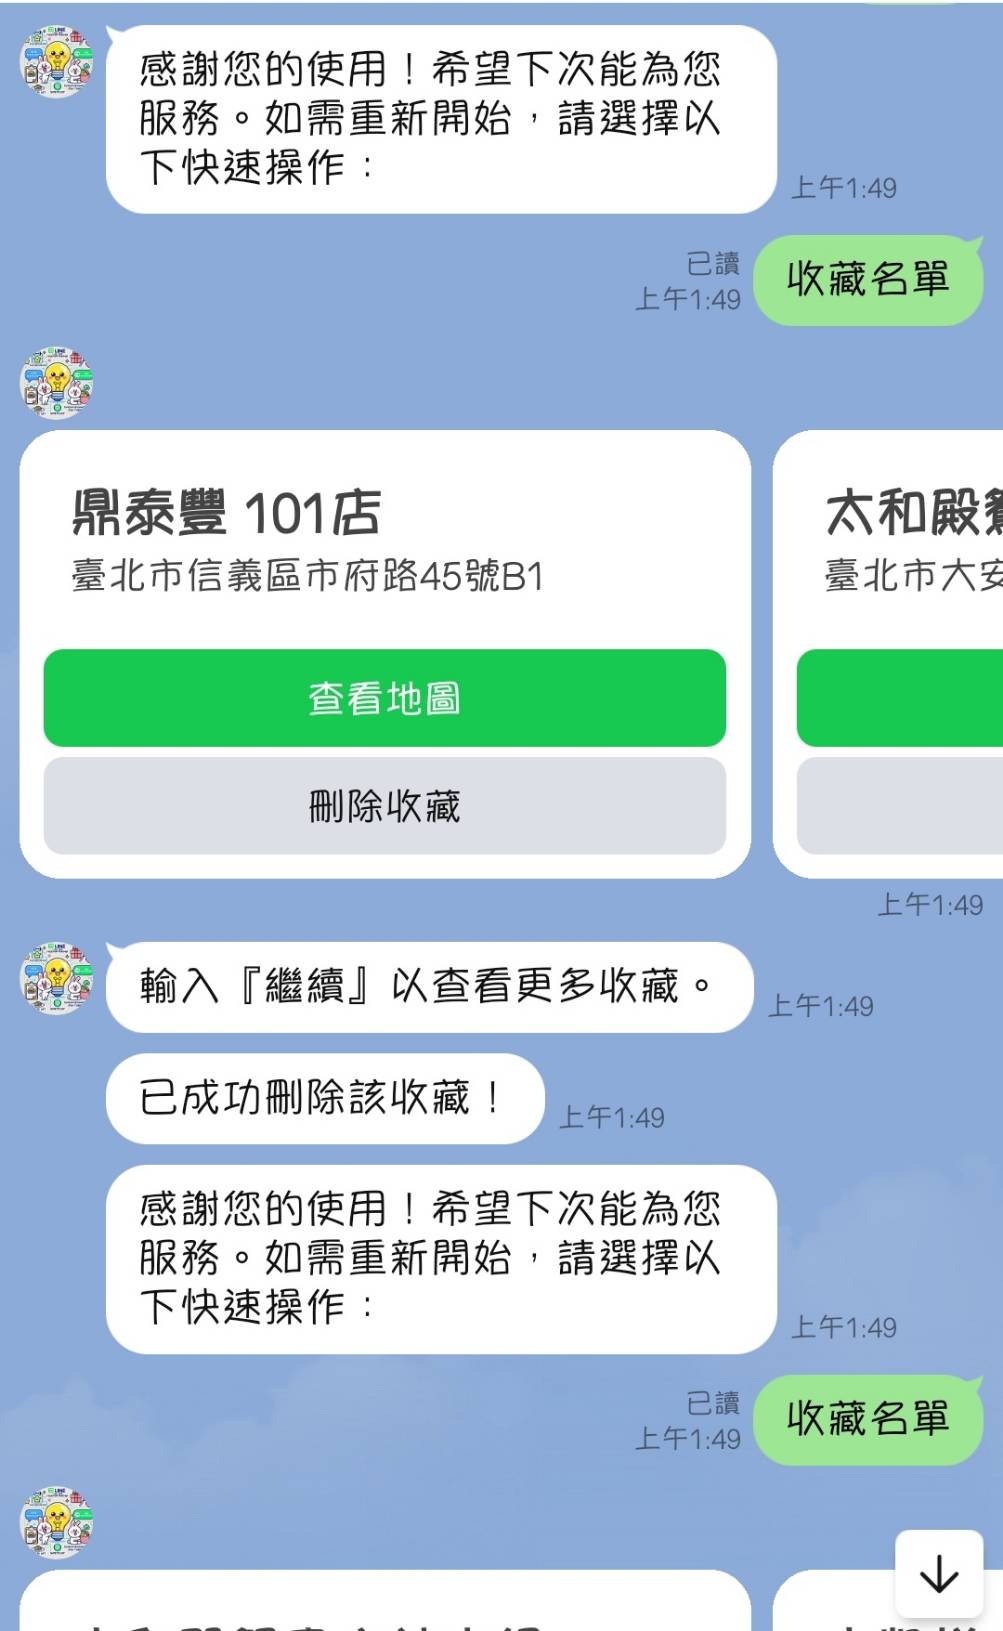 感謝您的使用！希望下次能為您
服務。如需重新開始，請選擇以
下快速操作：
上午1:49
已讀
上午1:49
收藏名單
鼎泰豐 101店
臺北市信義區市府路45號B1
查看地圖
刪除收藏
太和殿
臺北市大安
上午1:49
輸入『繼續』以查看更多收藏。
上午1:49
已成功刪除該收藏！
上午1:49
感謝您的使用！希望下次能為您
服務。如需重新開始，請選擇以
下快速操作：
上午1:49
已讀
上午1:49
收藏名單